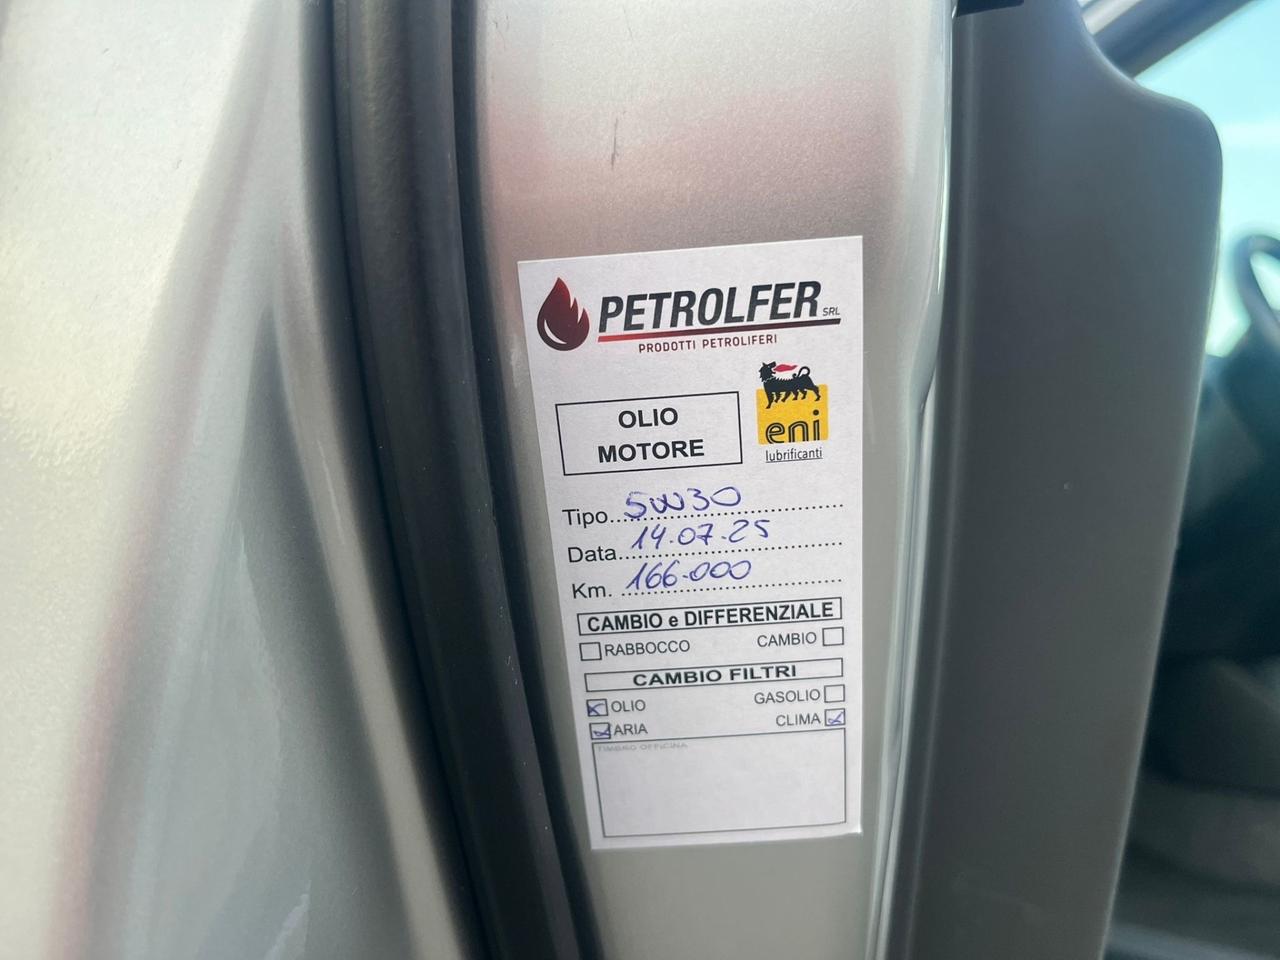 PETROLFER SRL
PRODOTTI PETROLIFERI
OLIO
MOTORE
eni
lubrificanti
Tipo 5W30
Data 14.07.25
Km. 166.000
CAMBIO e DIFFERENZIALE
RABBOCCO CAMBIO
CAMBIO FILTRI
OLIO GASOLIO
ARIA CLIMA
TIMBRO OFFICINA